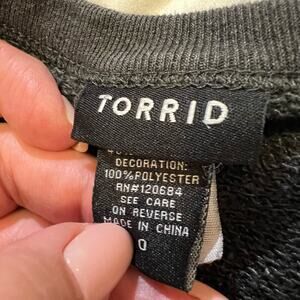 TORRID
DECORATION:
100%POLYESTER
RN#120684
SEE CARE
ON REVERSE
MADE IN CHINA
0